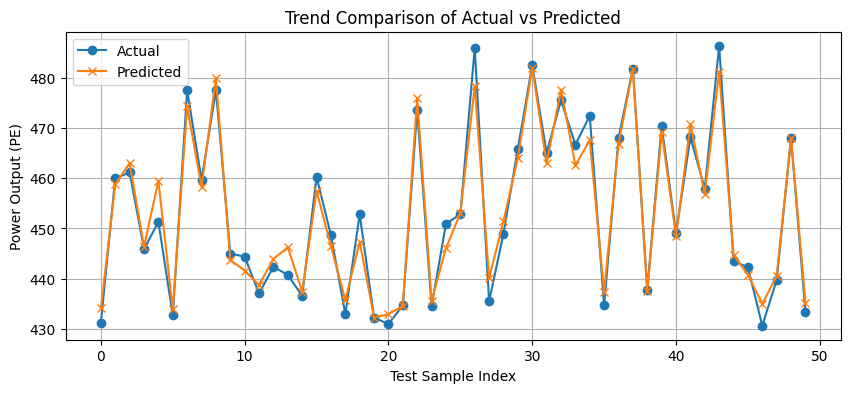 Trend Comparison of Actual vs Predicted
Actual
Predicted
Power Output (PE)
480
470
460
450
440
430
0
10
20
30
40
50
Test Sample Index